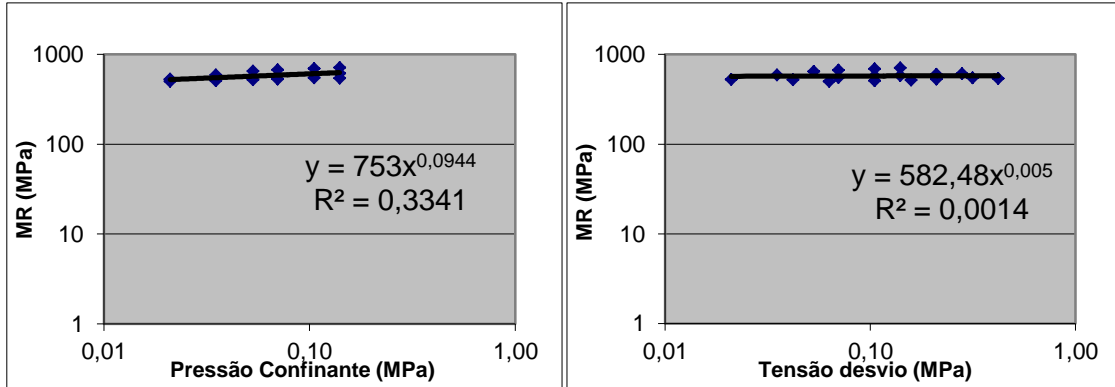 1000
100
10
1
0,01
0,10
1,00
MR (MPa)
Pressão Confinante (MPa)
y = 753x^0,0944
R² = 0,3341
1000
100
10
1
0,01
0,10
1,00
MR (MPa)
Tensão desvio (MPa)
y = 582,48x^0,005
R² = 0,0014